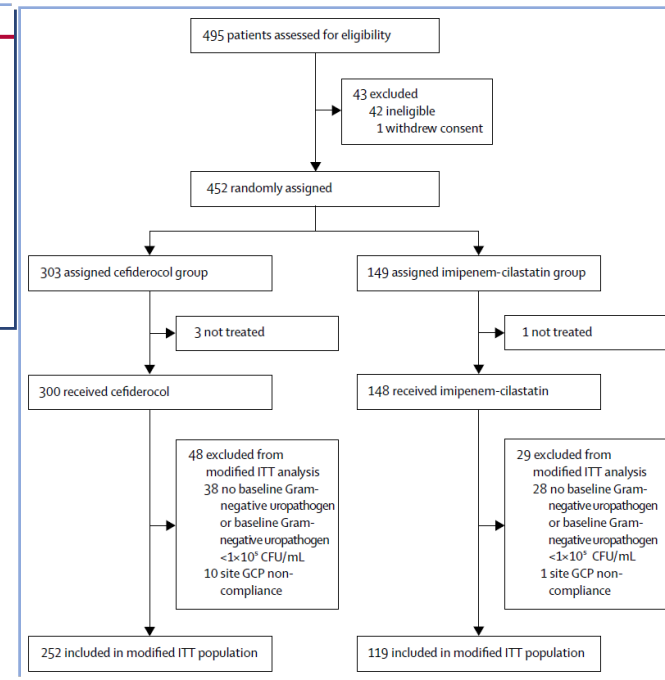 495 patients assessed for eligibility
43 excluded
42 ineligible
1 withdrew consent
452 randomly assigned
303 assigned cefiderocol group
149 assigned imipenem-cilastatin group
3 not treated
1 not treated
300 received cefiderocol
148 received imipenem-cilastatin
48 excluded from
modified ITT analysis
38 no baseline Gram-
negative uropathogen
or baseline Gram-
negative uropathogen
<1×10⁵ CFU/mL
10 site GCP non-
compliance
29 excluded from
modified ITT analysis
28 no baseline Gram-
negative uropathogen
or baseline Gram-
negative uropathogen
<1×10⁵ CFU/mL
1 site GCP non-
compliance
252 included in modified ITT population
119 included in modified ITT population